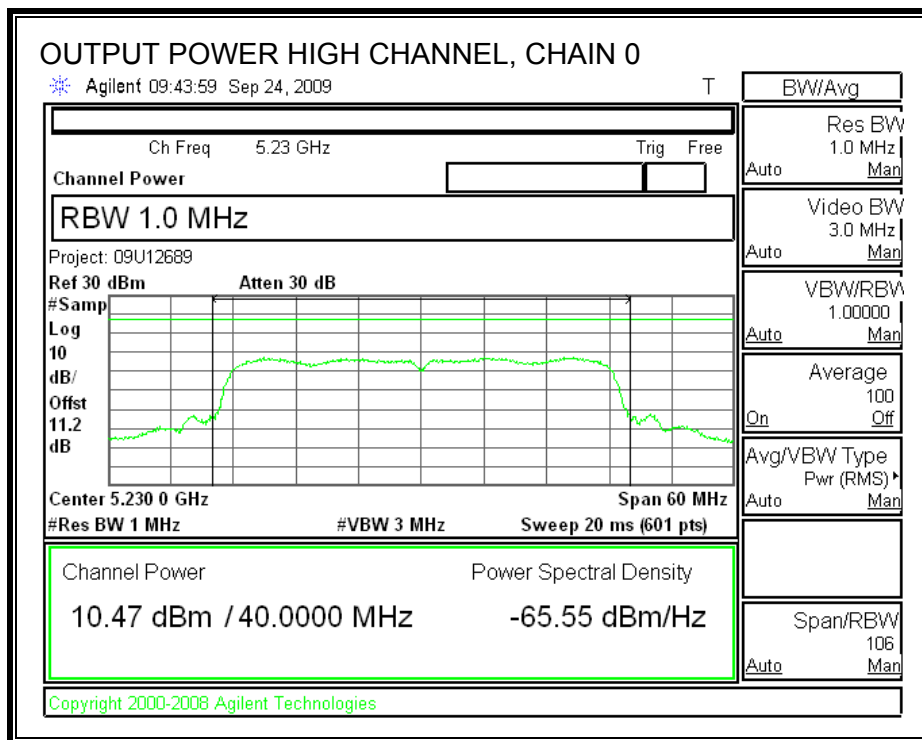 OUTPUT POWER HIGH CHANNEL, CHAIN 0
Agilent 09:43:59 Sep 24, 2009 T
Ch Freq 5.23 GHz Trig Free
Channel Power
RBW 1.0 MHz
Project: 09U12689
Ref 30 dBm Atten 30 dB
#Samp
Log
10
dB/
Offst
11.2
dB
Center 5.230 0 GHz Span 60 MHz
#Res BW 1 MHz #VBW 3 MHz Sweep 20 ms (601 pts)
Channel Power Power Spectral Density
10.47 dBm / 40.0000 MHz -65.55 dBm/Hz
Copyright 2000-2008 Agilent Technologies
BW/Avg
Res BW
1.0 MHz
Auto Man
Video BW
3.0 MHz
Auto Man
VBW/RBW
1.00000
Auto Man
Average
100
On Off
Avg/VBW Type
Pwr (RMS)
Auto Man
Span/RBW
106
Auto Man